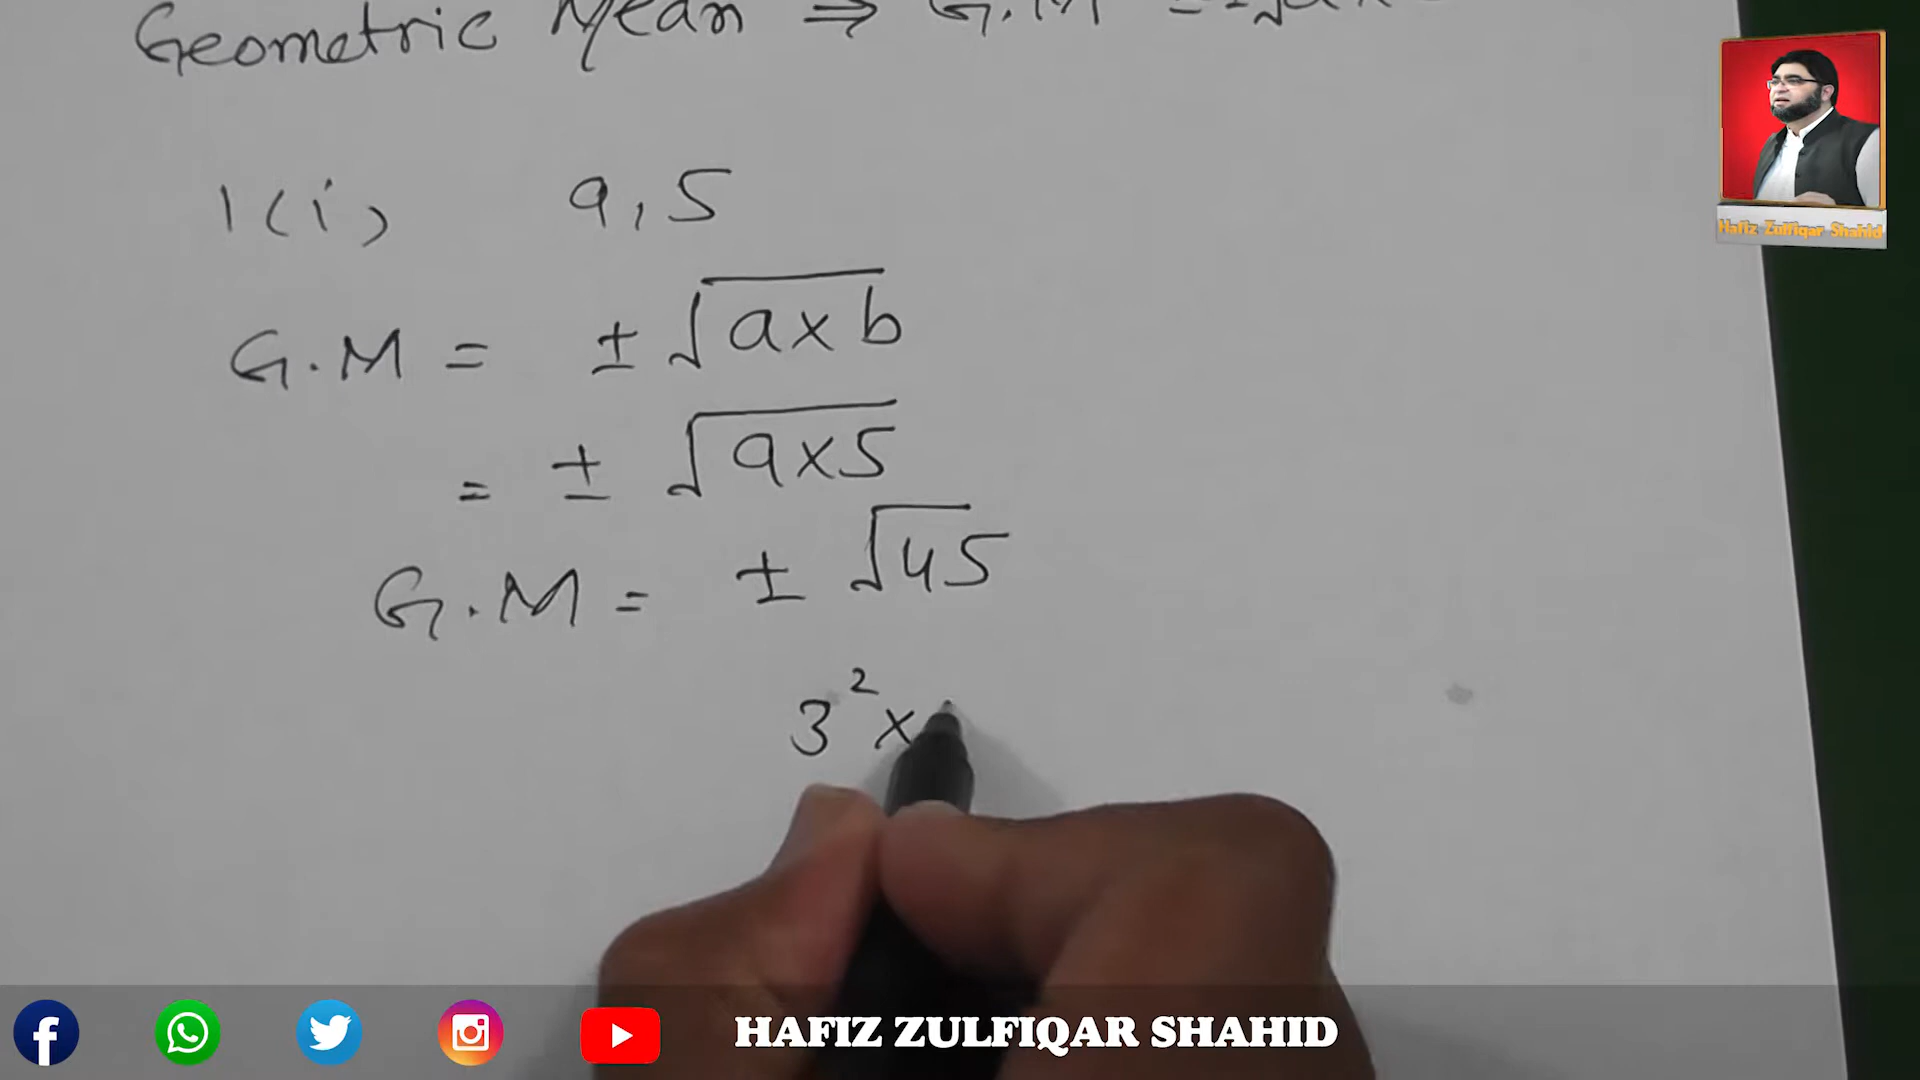 Geometric Mean ⇒ G.M = ±√a×
1(i) 9,5
G.M = ±√a×b
= ± √9×5
G.M = ± √45
3²×
Hafiz Zulfiqar Shahid
HAFIZ ZULFIQAR SHAHID